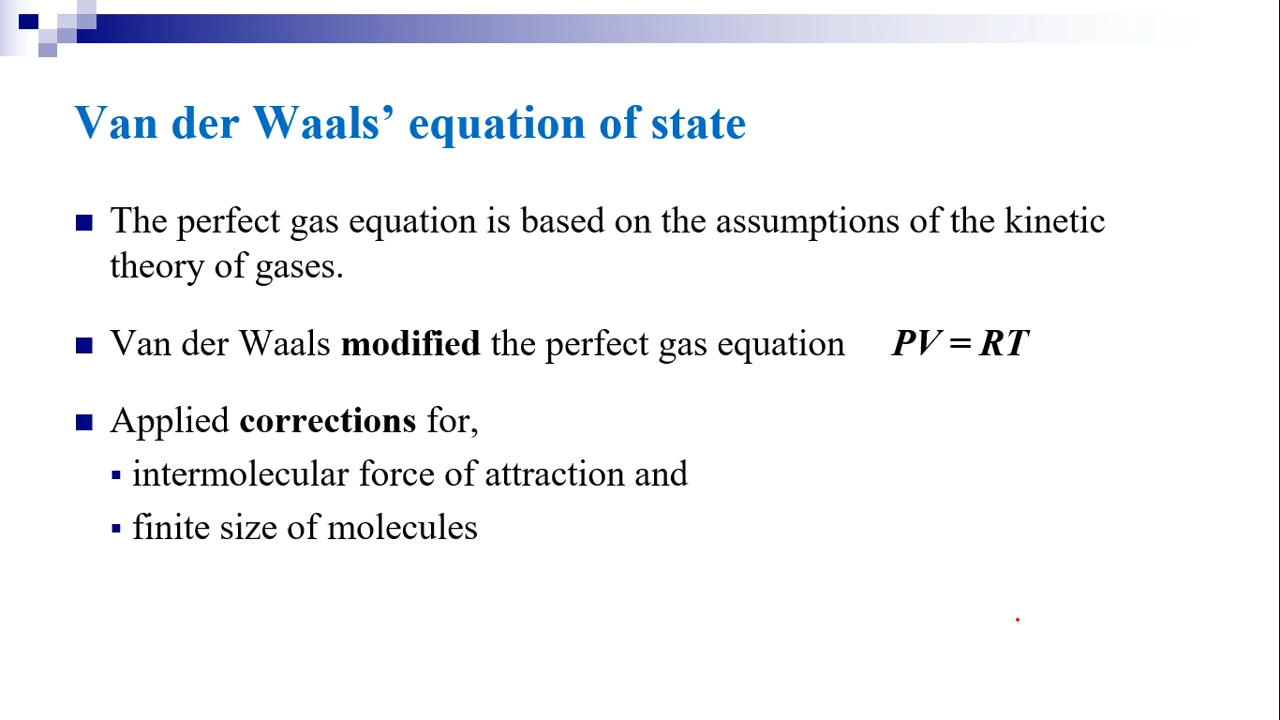 Van der Waals’ equation of state
■ The perfect gas equation is based on the assumptions of the kinetic
theory of gases.
■ Van der Waals modified the perfect gas equation PV = RT
■ Applied corrections for,
▪ intermolecular force of attraction and
▪ finite size of molecules